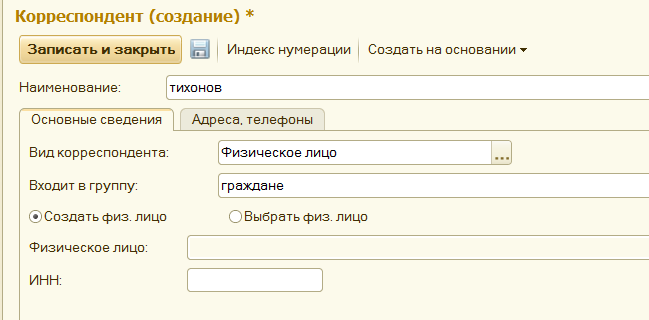 Корреспондент (создание) *
Записать и закрыть Индекс нумерации Создать на основании
Наименование: тихонов
Основные сведения Адреса, телефоны
Вид корреспондента: Физическое лицо ...
Входит в группу: граждане
Создать физ. лицо Выбрать физ. лицо
Физическое лицо:
ИНН: